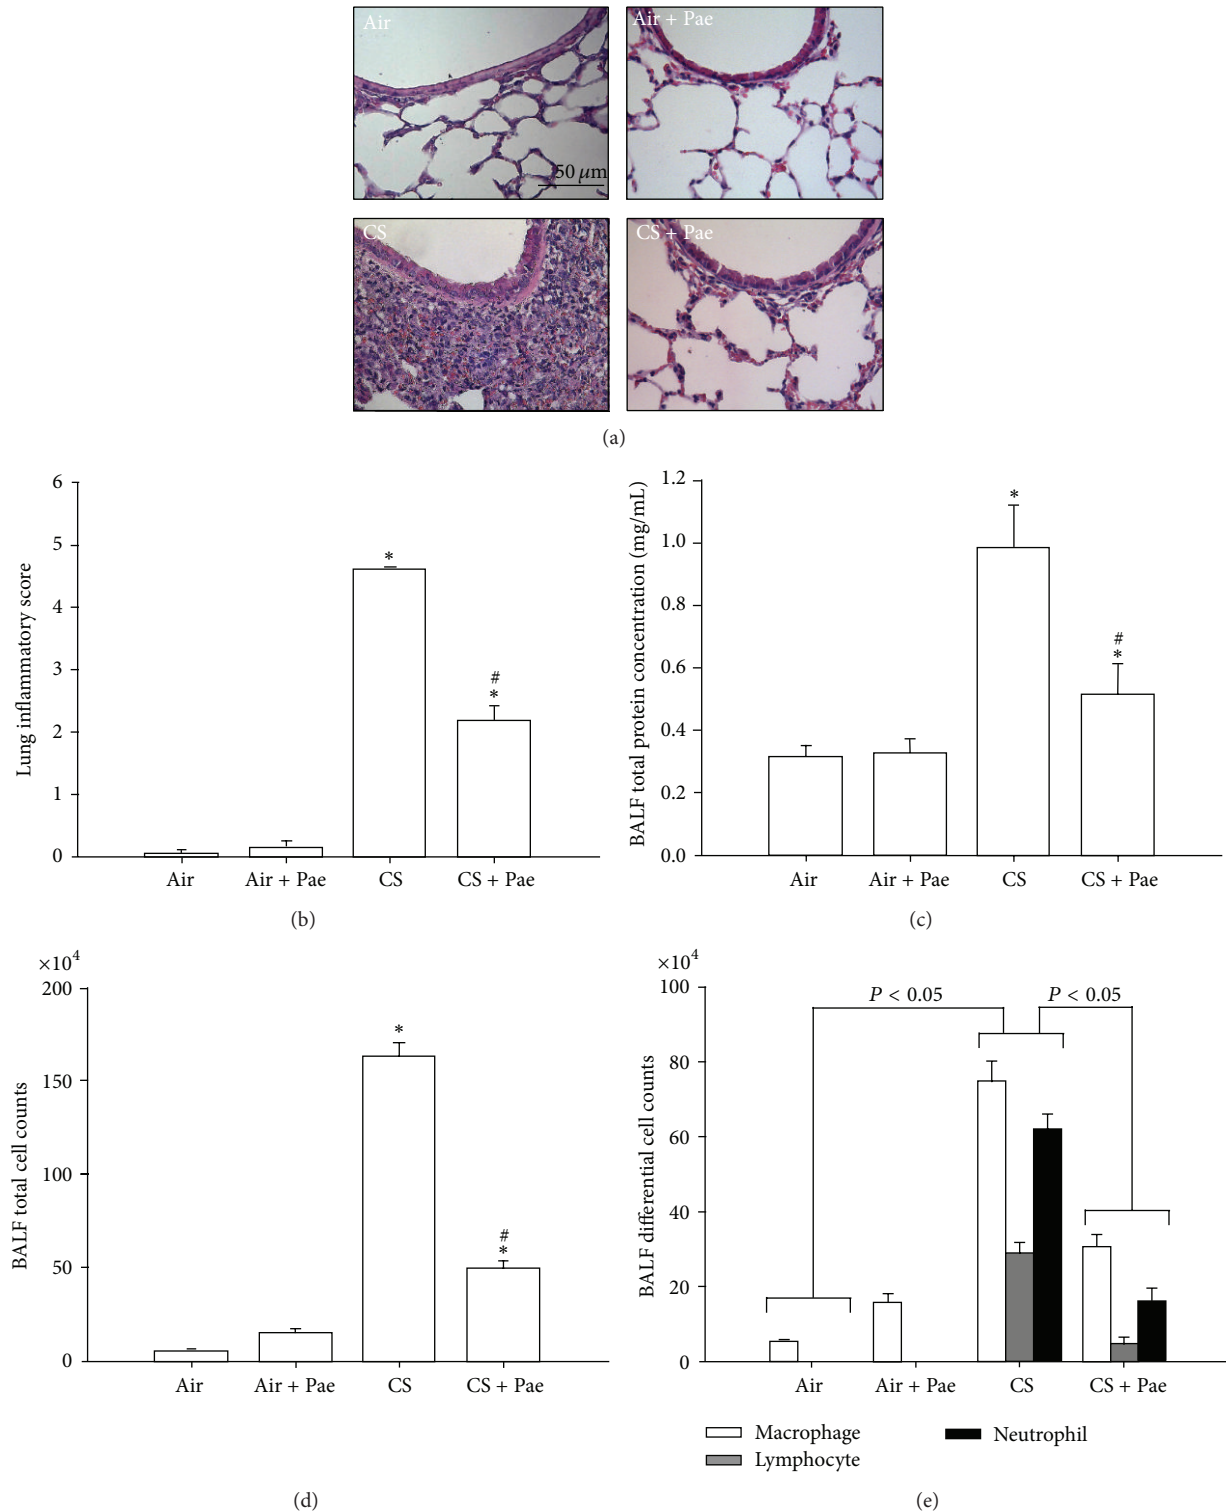 Air
Air + Pae
50 μm
CS
CS + Pae
(a)
6
5
4
3
2
1
0
Lung inflammatory score
*
#
*
Air Air + Pae CS CS + Pae
(b)
1.2
1.0
0.8
0.6
0.4
0.2
0.0
BALF total protein concentration (mg/mL)
*
#
*
Air Air + Pae CS CS + Pae
(c)
×10⁴
200
150
100
50
0
BALF total cell counts
*
#
*
Air Air + Pae CS CS + Pae
(d)
×10⁴
100
80
60
40
20
0
BALF differential cell counts
P < 0.05 P < 0.05
Air Air + Pae CS CS + Pae
Macrophage
Lymphocyte
Neutrophil
(e)